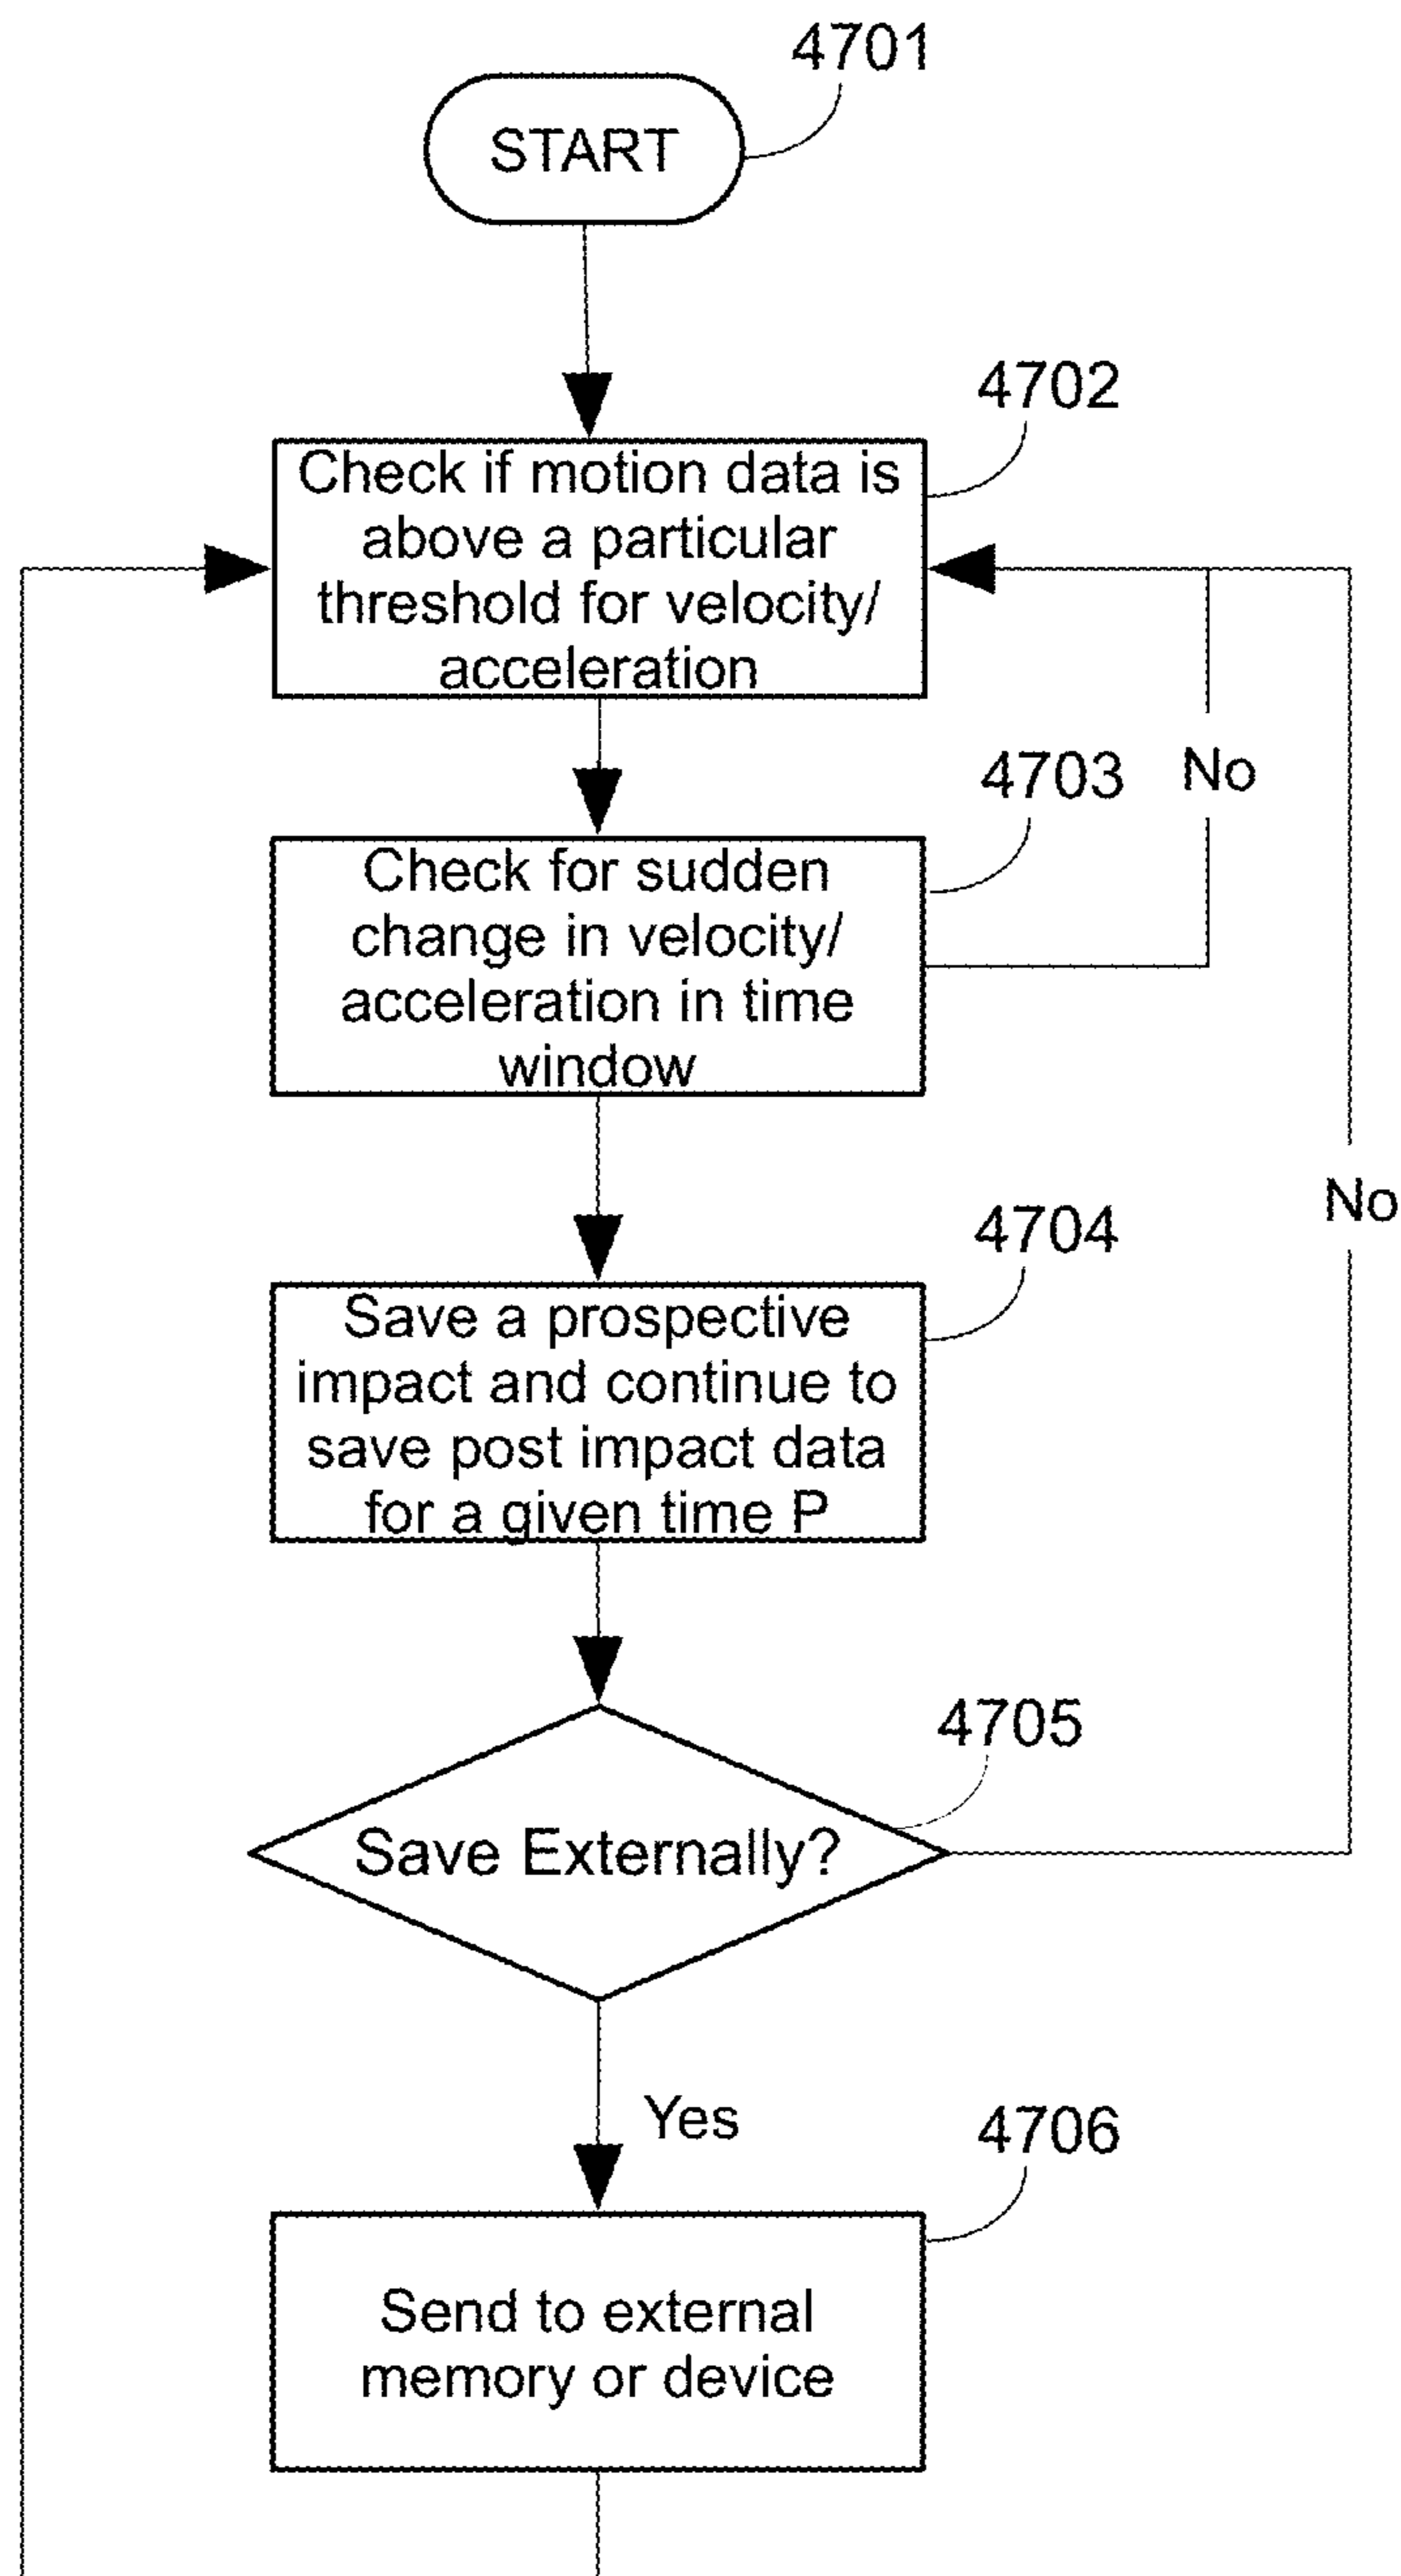 4701
START
4702
Check if motion data is
above a particular
threshold for velocity/
acceleration
4703
No
Check for sudden
change in velocity/
acceleration in time
window
4704
No
Save a prospective
impact and continue to
save post impact data
for a given time P
4705
Save Externally?
Yes
4706
Send to external
memory or device